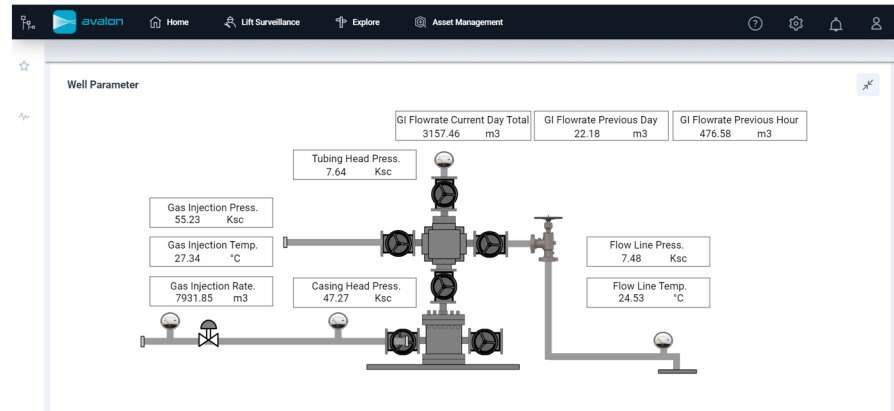 avalon Home Lift Surveillance Explore Asset Management
Well Parameter
GI Flowrate Current Day Total
3157.46 m3
GI Flowrate Previous Day
22.18 m3
GI Flowrate Previous Hour
476.58 m3
Tubing Head Press.
7.64 Ksc
Gas Injection Press.
55.23 Ksc
Gas Injection Temp.
27.34 °C
Flow Line Press.
7.48 Ksc
Gas Injection Rate.
7931.85 m3
Casing Head Press.
47.27 Ksc
Flow Line Temp.
24.53 °C